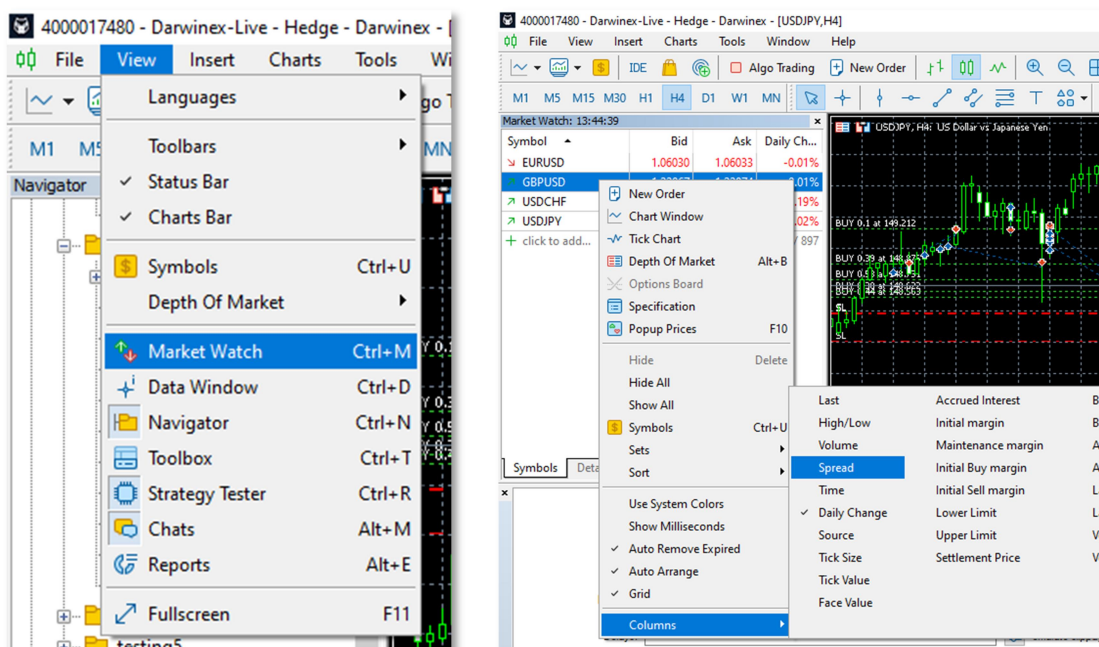 4000017480 - Darwinex-Live - Hedge - Darwinex - [
File View Insert Charts Tools Wi
Languages
M1 M5 MN
Toolbars
Navigator
Status Bar
Charts Bar
Symbols Ctrl+U
Depth Of Market
Market Watch Ctrl+M
Data Window Ctrl+D
Navigator Ctrl+N
Toolbox Ctrl+T
Strategy Tester Ctrl+R
Chats Alt+M
Reports Alt+E
Fullscreen F11
testing5
4000017480 - Darwinex-Live - Hedge - Darwinex - [USDJPY,H4]
File View Insert Charts Tools Window Help
IDE Algo Trading New Order
M1 M5 M15 M30 H1 H4 D1 W1 MN
Market Watch: 13:44:39
Symbol Bid Ask Daily Ch...
EURUSD 1.06030 1.06033 -0.01%
GBPUSD
USDCHF .19%
USDJPY .02%
click to add... / 897
USDJPY, H4: US Dollar vs Japanese Yen
BUY 0.1 at 149.212
SL
SL
New Order
Chart Window
Tick Chart
Depth Of Market Alt+B
Options Board
Specification
Popup Prices F10
Hide Delete
Hide All
Show All
Symbols Ctrl+U
Sets
Sort
Use System Colors
Show Milliseconds
Auto Remove Expired
Auto Arrange
Grid
Columns
Symbols Deta
Last Accrued Interest
High/Low Initial margin
Volume Maintenance margin
Spread Initial Buy margin
Time Initial Sell margin
Daily Change Lower Limit
Source Upper Limit
Tick Size Settlement Price
Tick Value
Face Value